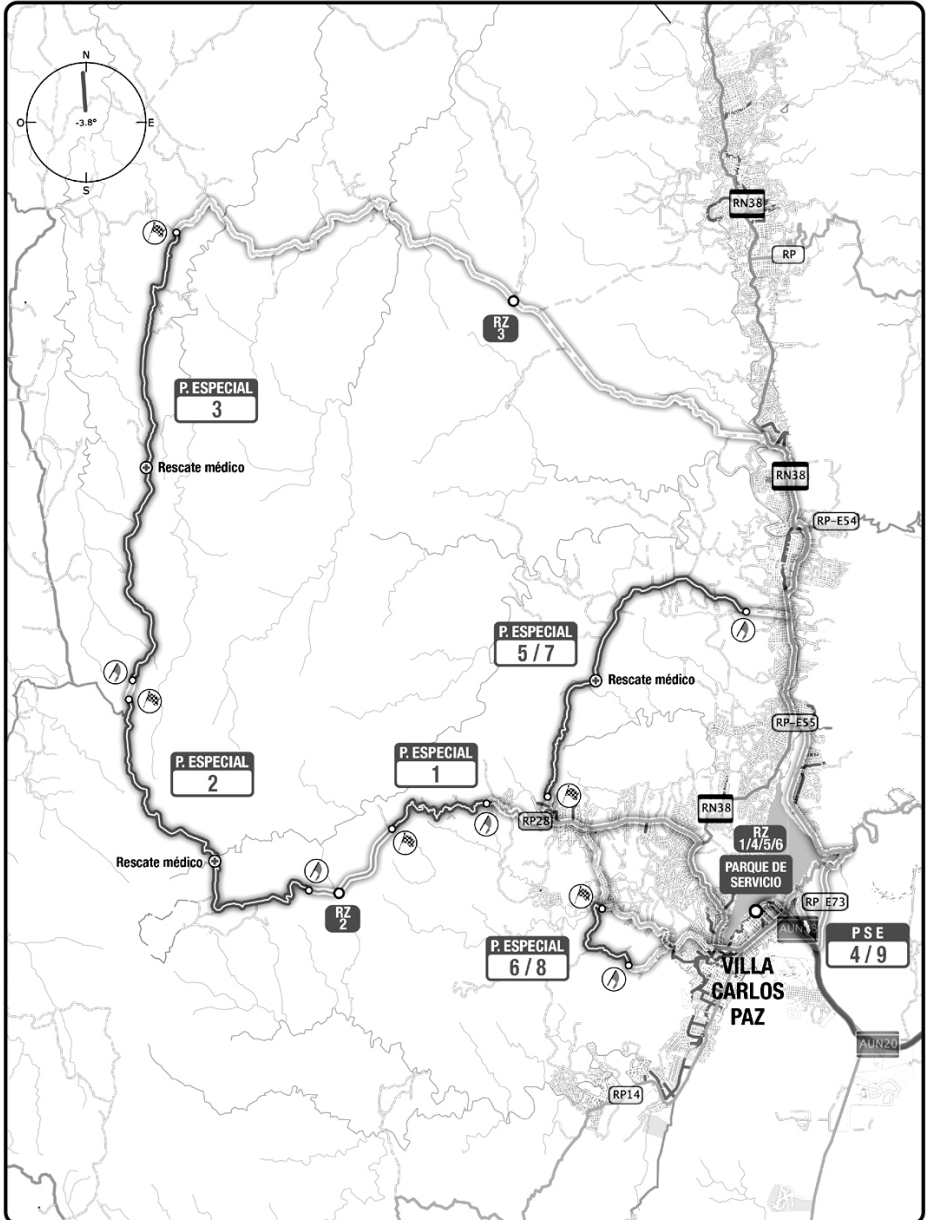 N
O
-3.8°
E
S
RN38
RP
RZ
3
P. ESPECIAL
3
Rescate médico
RN38
RP-E54
P. ESPECIAL
5 / 7
Rescate médico
RP-E55
P. ESPECIAL
2
P. ESPECIAL
1
RP28
RN38
RZ
1/4/5/6
PARQUE DE
SERVICIO
Rescate médico
RZ
2
RP E73
P S E
4 / 9
P. ESPECIAL
6 / 8
VILLA
CARLOS
PAZ
AUN20
RP14